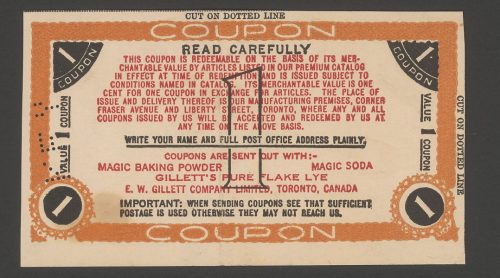 CUT ON DOTTED LINE
COUPON
1 COUPON
1 COUPON
READ CAREFULLY
THIS COUPON IS REDEEMABLE ON THE BASIS OF ITS MER-
CHANTABLE VALUE BY ARTICLES LISTED IN OUR PREMIUM CATALOG
IN EFFECT AT TIME OF REDEMPTION AND IS ISSUED SUBJECT TO
CONDITIONS NAMED IN CATALOG. ITS MERCHANTABLE VALUE IS ONE
CENT FOR ONE COUPON IN EXCHANGE FOR ARTICLES. THE PLACE OF
ISSUE AND DELIVERY THEREOF IS OUR MANUFACTURING PREMISES, CORNER
FRASER AVENUE AND LIBERTY STREET, TORONTO, WHERE ANY AND ALL
COUPONS ISSUED BY US WILL BE ACCEPTED AND REDEEMED BY US AT
ANY TIME ON THE ABOVE BASIS.
1
VALUE 1 COUPON
VALUE 1 COUPON
CUT ON DOTTED LINE
WRITE YOUR NAME AND FULL POST OFFICE ADDRESS PLAINLY.
COUPONS ARE SENT OUT WITH:-
MAGIC BAKING POWDER MAGIC SODA
GILLETT'S PURE FLAKE LYE
E. W. GILLETT COMPANY LIMITED, TORONTO, CANADA
IMPORTANT: WHEN SENDING COUPONS SEE THAT SUFFICIENT
POSTAGE IS USED OTHERWISE THEY MAY NOT REACH US.
1
1
COUPON